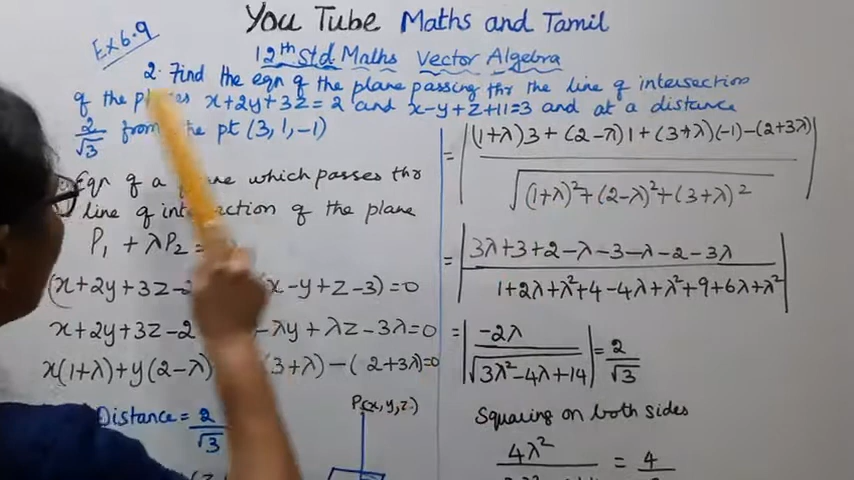 You Tube Maths and Tamil
Ex 6.9
12th Std Maths Vector Algebra
2. Find the eqn of the plane passing thr the line of intersection
of the planes x+2y+3z=2 and x-y+z+11=3 and at a distance
2/√3 from the pt (3,1,-1)
Eqn of a plane which passes thr
line of intersection of the plane
P₁ + λP₂ =
(x+2y+3z-2 (x-y+z-3)=0
x+2y+3z-2 -λy+λz-3λ=0
x(1+λ)+y(2-λ) (3+λ)-(2+3λ)=0
Distance = 2/√3
P(x,y,z)
= |(1+λ)3+(2-λ)1+(3+λ)(-1)-(2+3λ)|
√(1+λ)²+(2-λ)²+(3+λ)²
= |3λ+3+2-λ-3-λ-2-3λ|
1+2λ+λ²+4-4λ+λ²+9+6λ+λ²
= |-2λ/√3λ²-4λ+14| = 2/√3
Squaring on both sides
4λ² = 4